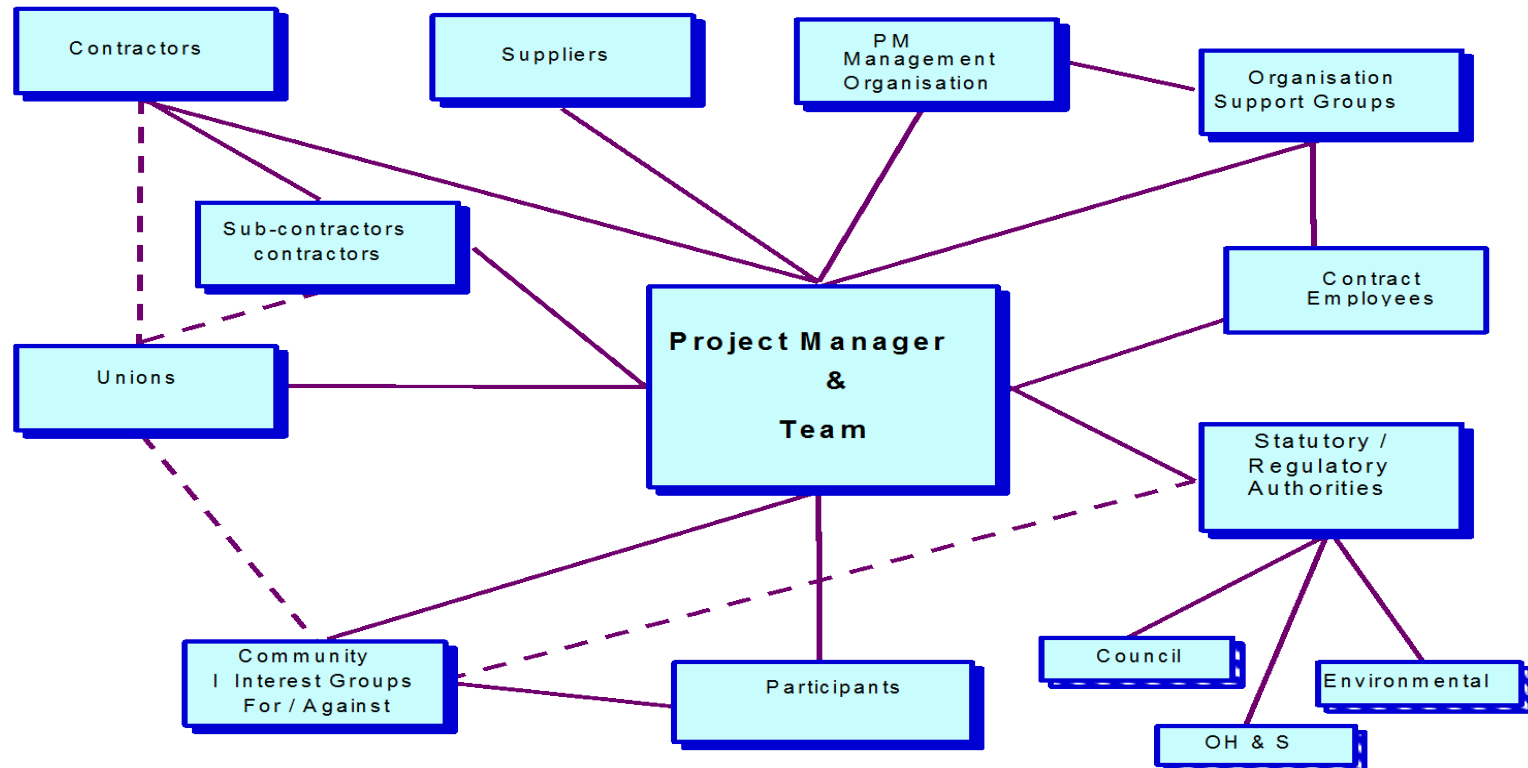 Contractors
Suppliers
PM
Management
Organisation
Organisation
Support Groups
Sub-contractors
contractors
Contract
Employees
Project Manager
&
Team
Unions
Statutory /
Regulatory
Authorities
Community
I Interest Groups
For / Against
Participants
Council
Environmental
OH & S